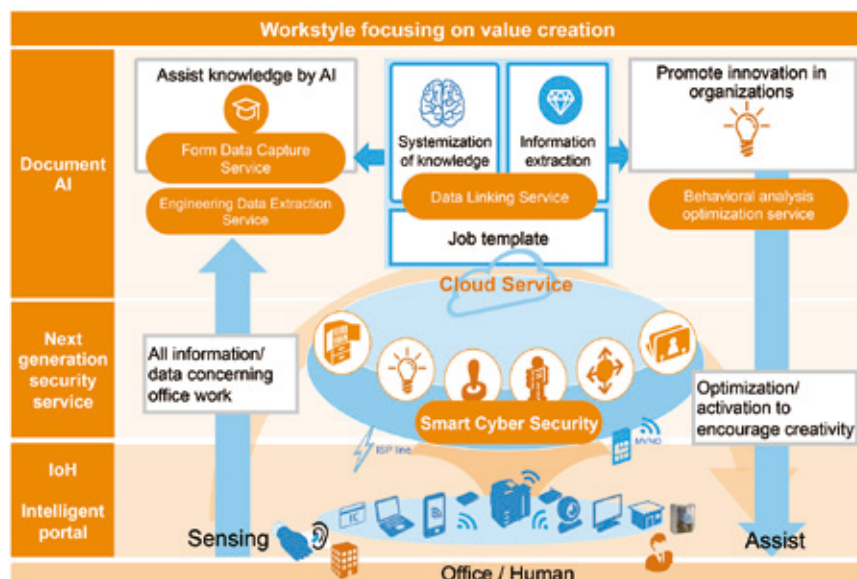 Workstyle focusing on value creation
Document
AI
Assist knowledge by AI
Form Data Capture
Service
Engineering Data Extraction
Service
Systemization
of knowledge
Information
extraction
Data Linking Service
Job template
Promote innovation in
organizations
Behavioral analysis
optimization service
Cloud Service
Next
generation
security
service
All information/
data concerning
office work
Smart Cyber Security
Optimization/
activation to
encourage creativity
ISP line
MVNO
IoH
Intelligent
portal
IC
Sensing
Assist
Office / Human